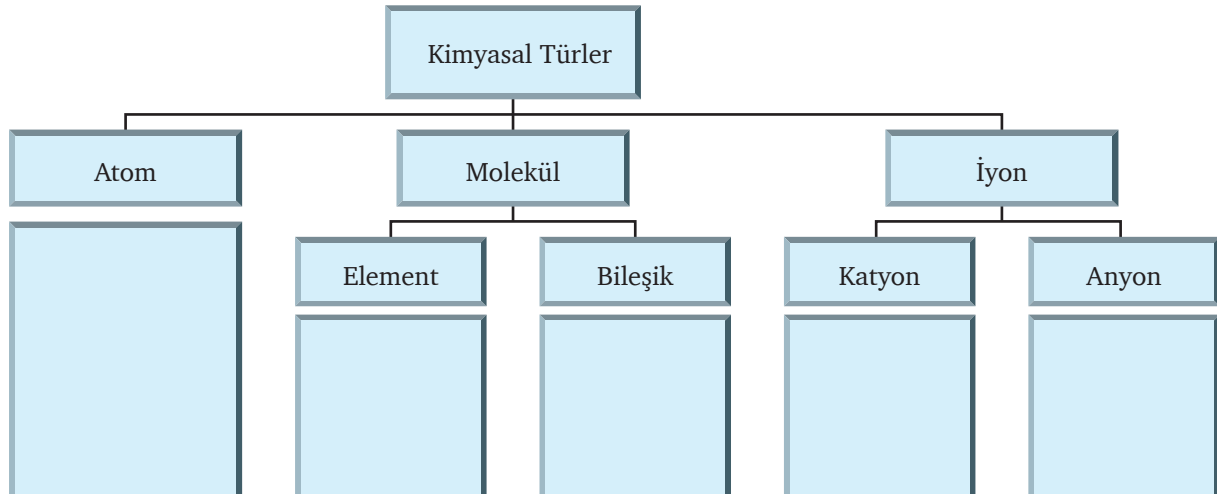 Kimyasal Türler
Atom
Molekül
İyon
Element
Bileşik
Katyon
Anyon